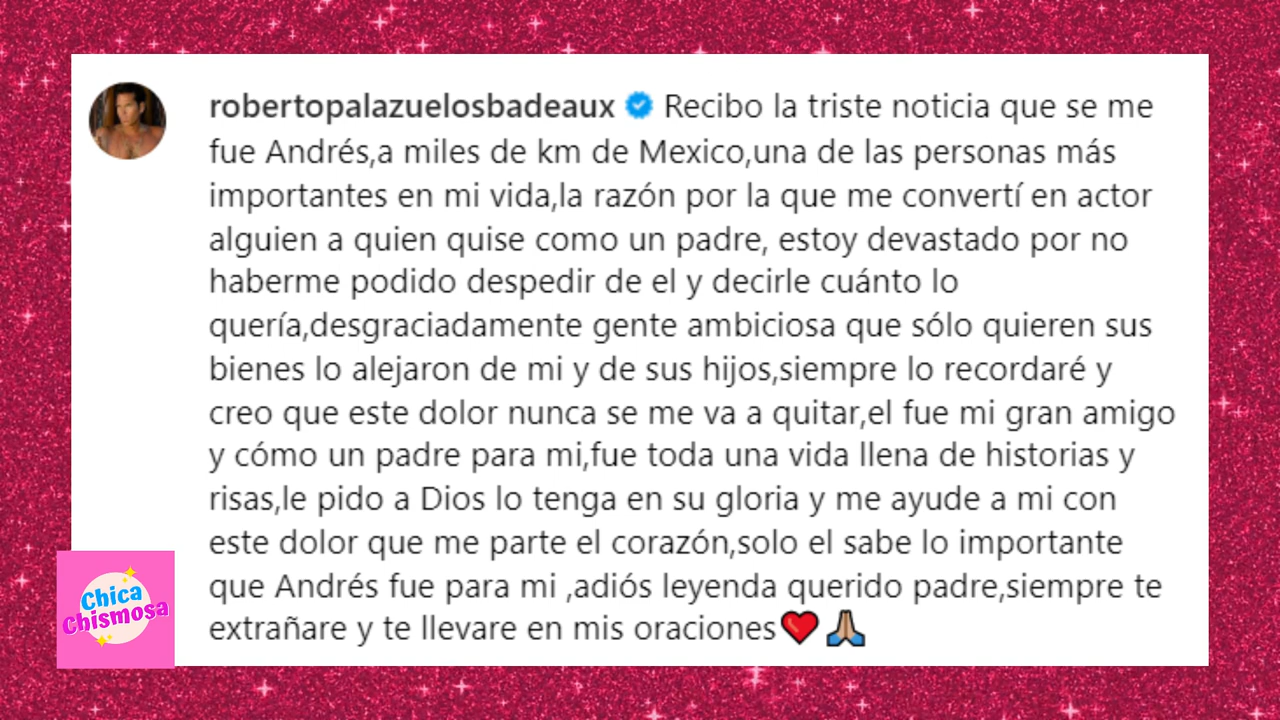 robertopalazuelosbadeaux Recibo la triste noticia que se me
fue Andrés,a miles de km de Mexico,una de las personas más
importantes en mi vida,la razón por la que me convertí en actor
alguien a quien quise como un padre, estoy devastado por no
haberme podido despedir de el y decirle cuánto lo
quería,desgraciadamente gente ambiciosa que sólo quieren sus
bienes lo alejaron de mi y de sus hijos,siempre lo recordaré y
creo que este dolor nunca se me va a quitar,el fue mi gran amigo
y cómo un padre para mi,fue toda una vida llena de historias y
risas,le pido a Dios lo tenga en su gloria y me ayude a mi con
este dolor que me parte el corazón,solo el sabe lo importante
que Andrés fue para mi ,adiós leyenda querido padre,siempre te
extrañare y te llevare en mis oraciones❤️🙏🏼
Chica
Chismosa